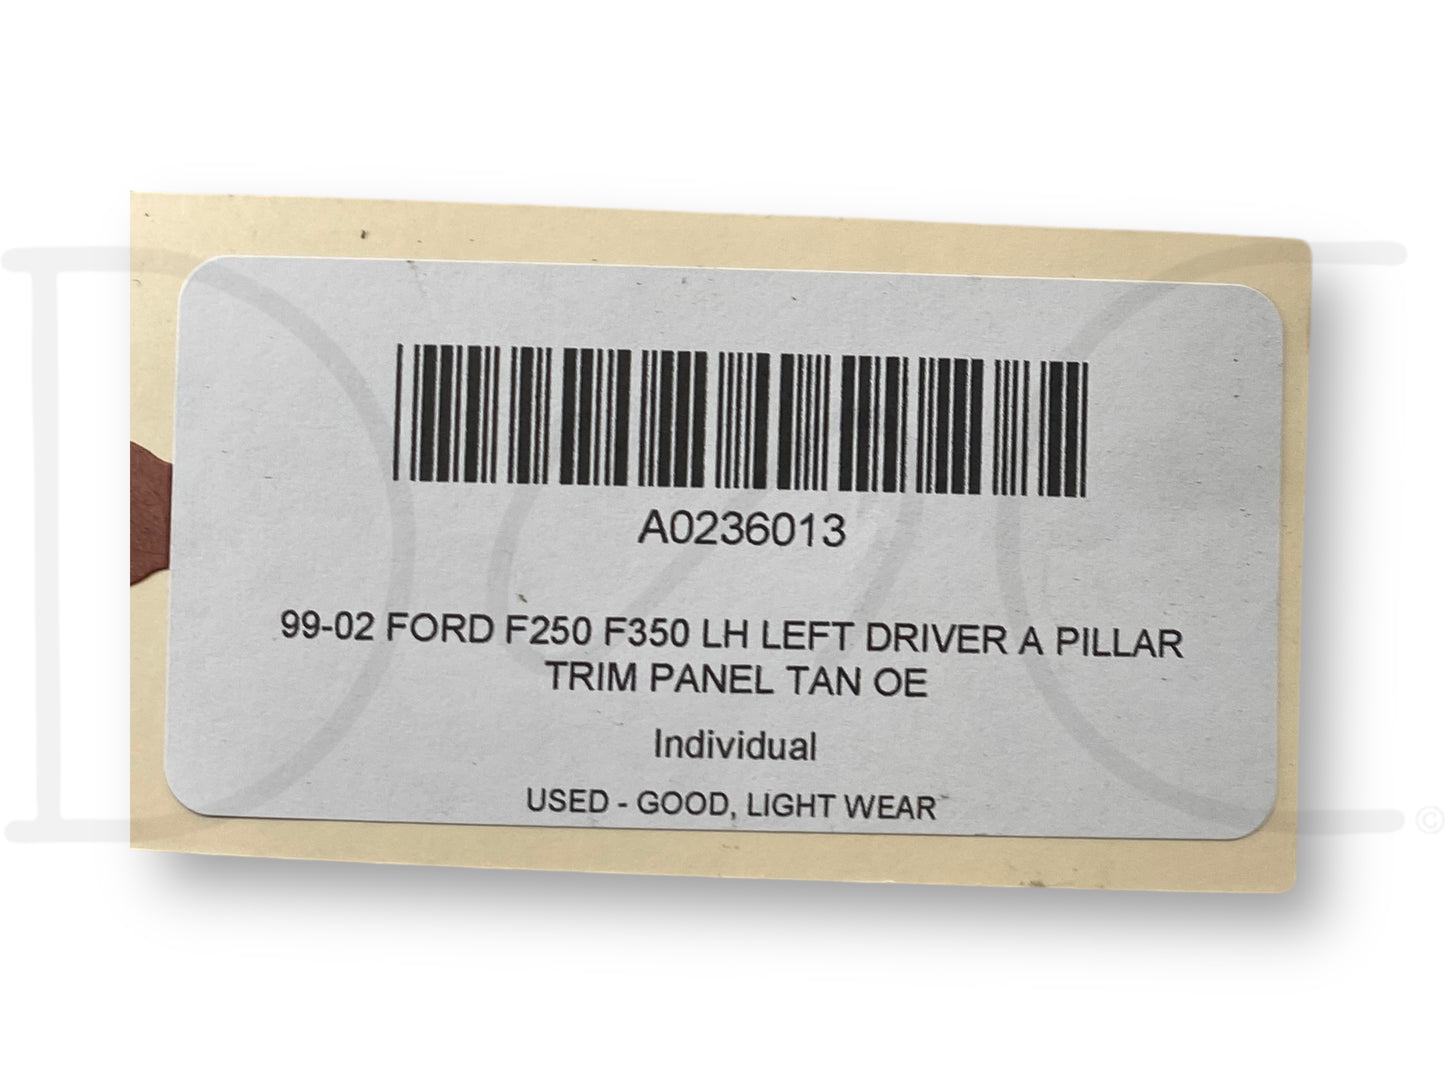 A0236013
99-02 FORD F250 F350 LH LEFT DRIVER A PILLAR
TRIM PANEL TAN OE
Individual
USED - GOOD, LIGHT WEAR
©